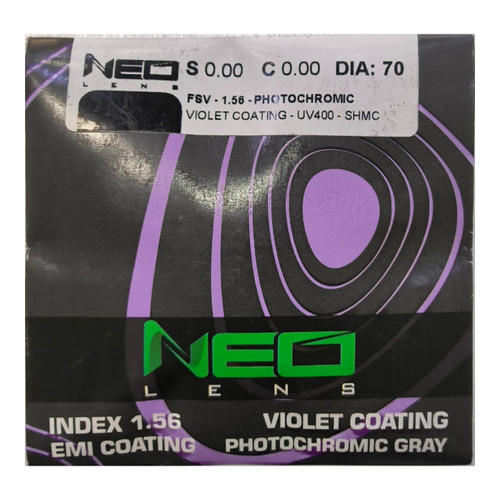 NEO S 0.00 C 0.00 DIA: 70
LENS
FSV - 1.56 - PHOTOCHROMIC
VIOLET COATING - UV400 - SHMC
NEO
LENS
INDEX 1.56 VIOLET COATING
EMI COATING PHOTOCHROMIC GRAY